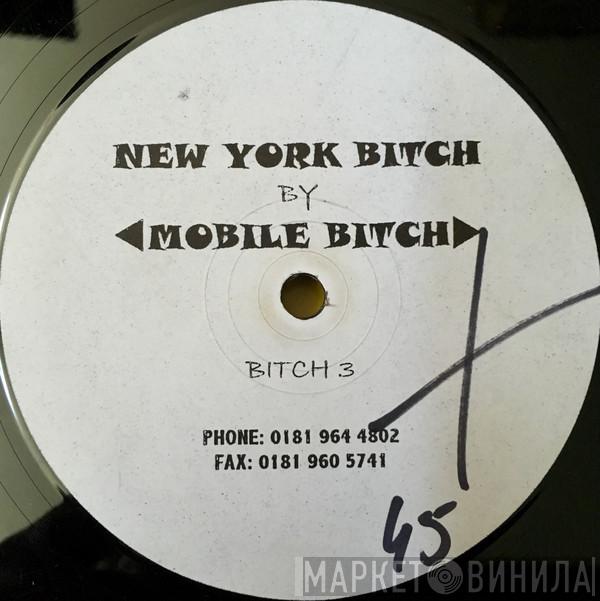 NEW YORK BITCH
BY
◀MOBILE BITCH▶
BITCH 3
PHONE: 0181 964 4802
FAX: 0181 960 5741
45
МАРКЕТ ВИНИЛА